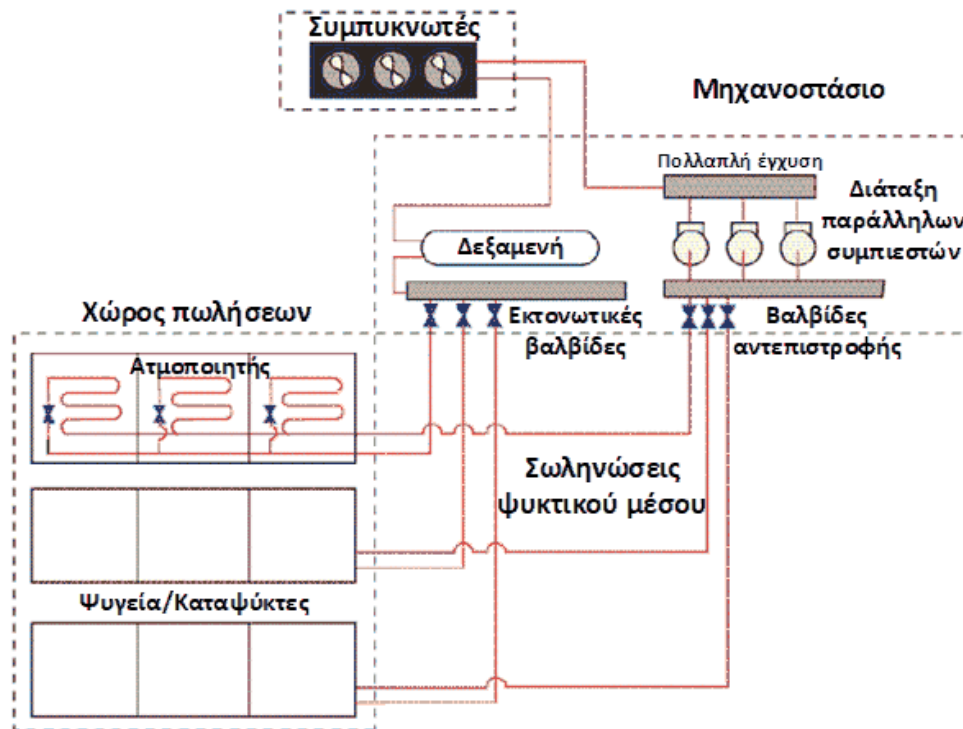 Συμπυκνωτές
Μηχανοστάσιο
Πολλαπλή έγχυση
Διάταξη
παράλληλων
συμπιεστών
Δεξαμενή
Χώρος πωλήσεων
Εκτονωτικές
βαλβίδες
Βαλβίδες
αντεπιστροφής
Ατμοποιητής
Σωληνώσεις
ψυκτικού μέσου
Ψυγεία/Καταψύκτες